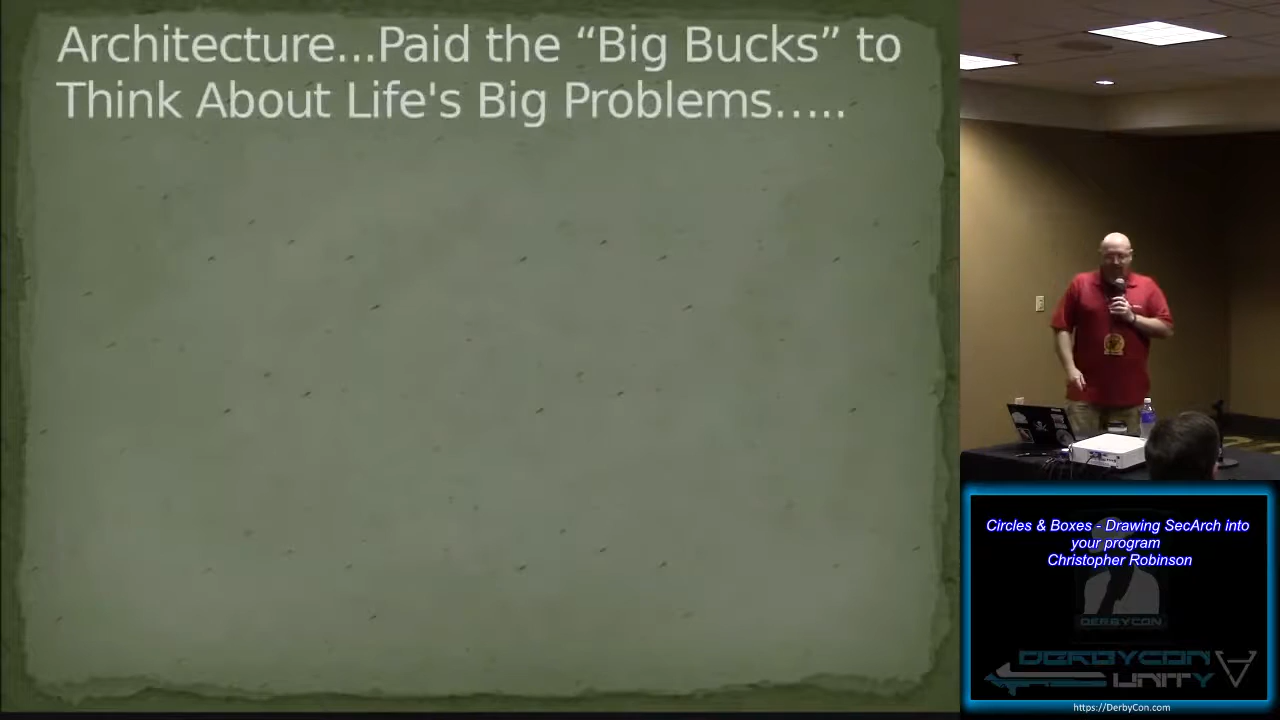 Architecture...Paid the “Big Bucks” to
Think About Life's Big Problems.....
Circles & Boxes - Drawing SecArch into
your program
Christopher Robinson
DERBYCON
DERBYCON
UNITY
https://DerbyCon.com